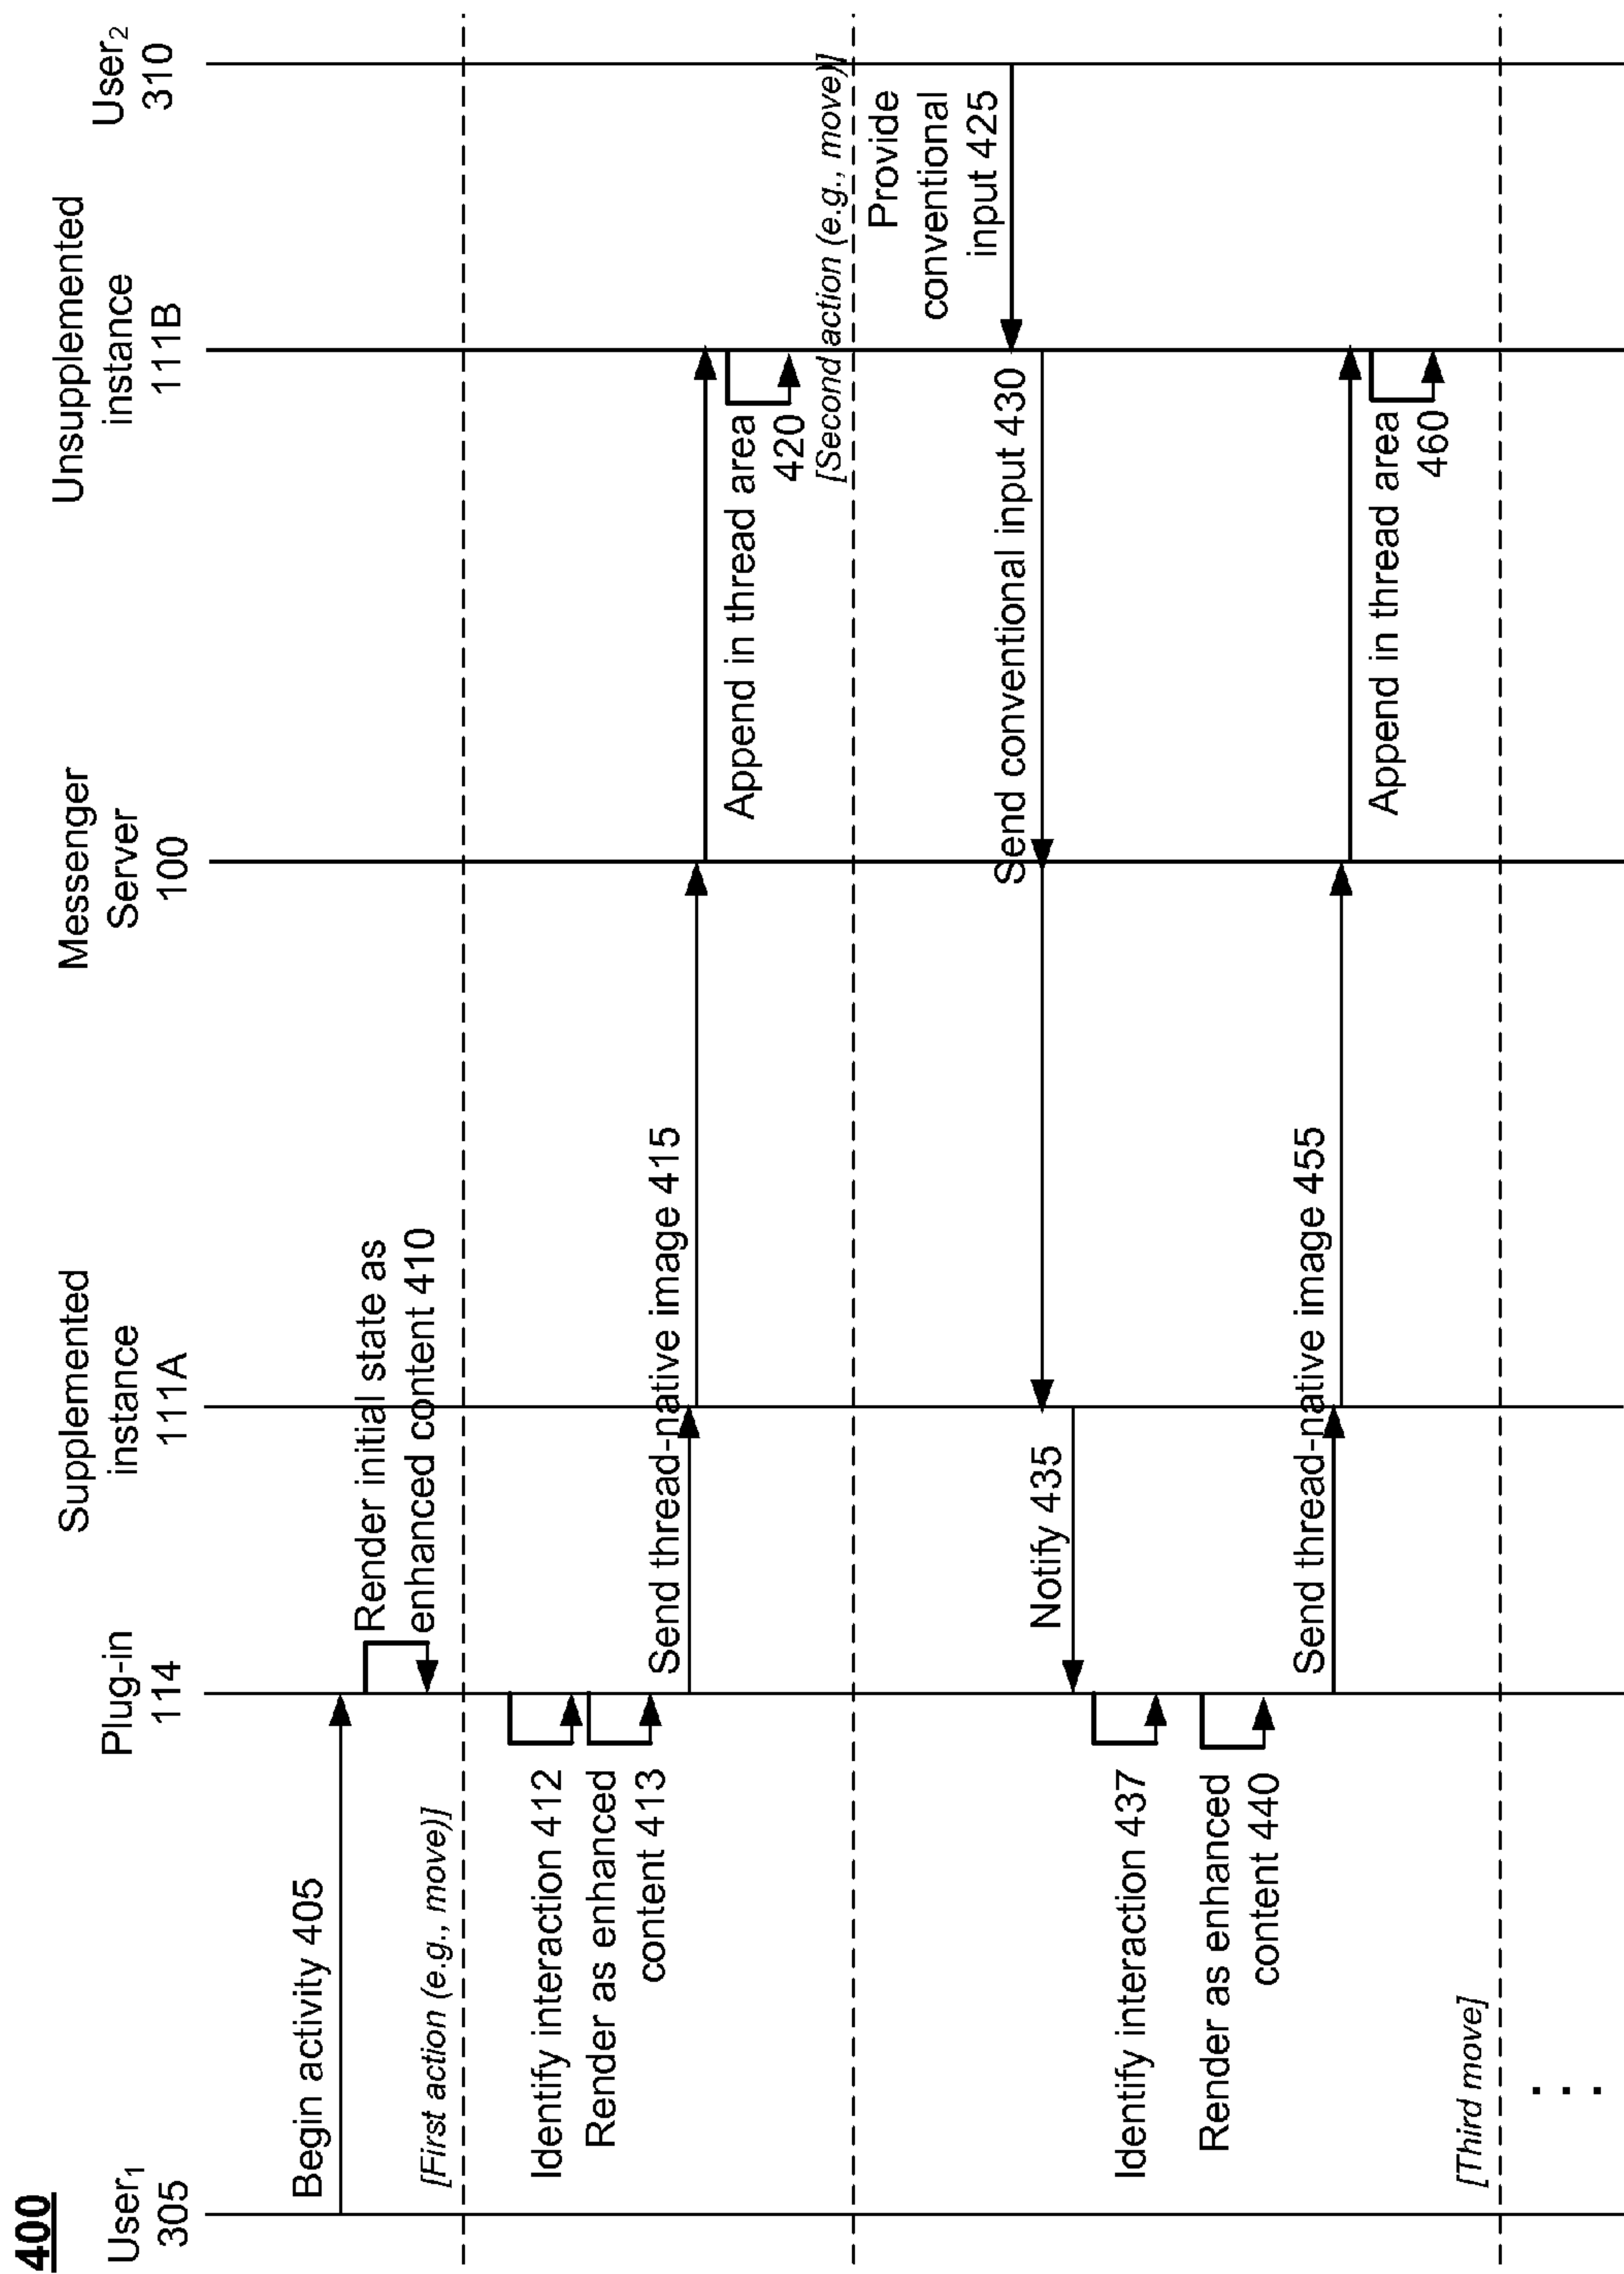 400
User₁
305
Plug-in
114
Supplemented
instance
111A
Messenger
Server
100
Unsupplemented
instance
111B
User₂
310
Begin activity 405
Render initial state as
enhanced content 410
[First action (e.g., move)]
Identify interaction 412
Render as enhanced
content 413
Send thread-native image 415
Append in thread area
420
[Second action (e.g., move)]
Provide
conventional
input 425
Send conventional input 430
Notify 435
Identify interaction 437
Render as enhanced
content 440
Send thread-native image 455
Append in thread area
460
[Third move]
. . .